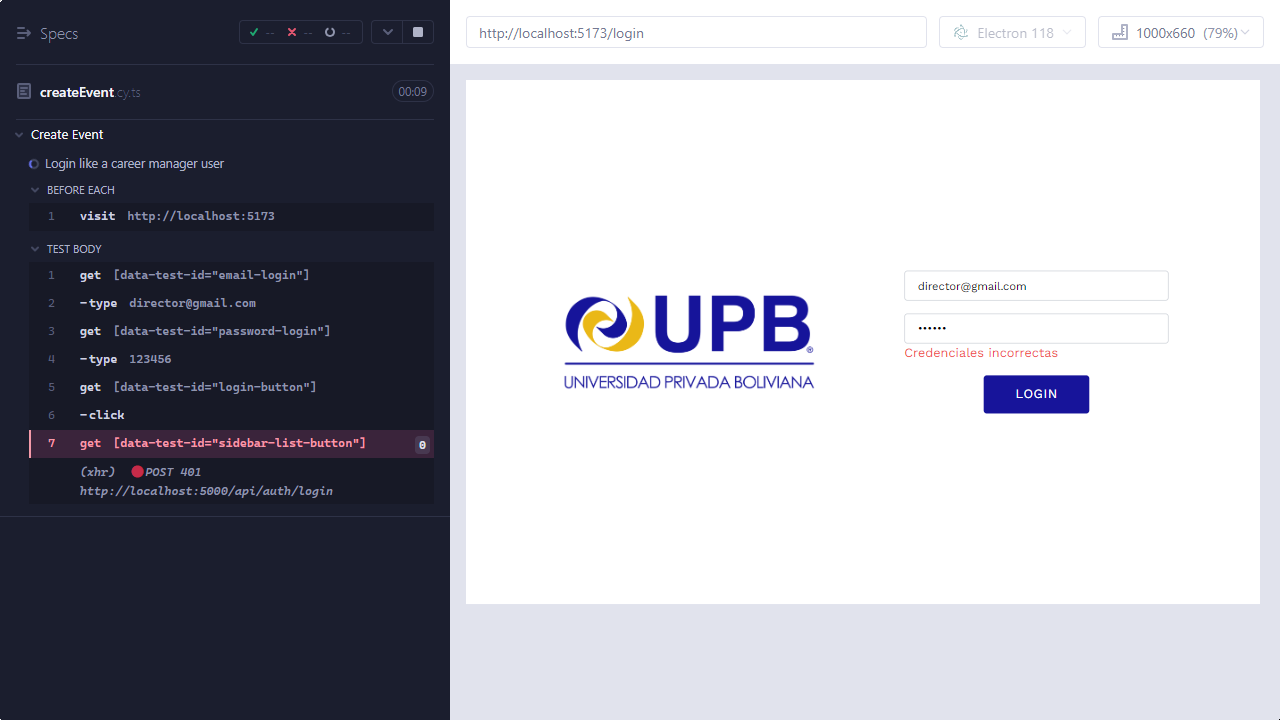 Specs
-- -- --
createEvent.cy.ts 00:09
Create Event
Login like a career manager user
BEFORE EACH
1 visit http://localhost:5173
TEST BODY
1 get [data-test-id="email-login"]
2 -type director@gmail.com
3 get [data-test-id="password-login"]
4 -type 123456
5 get [data-test-id="login-button"]
6 -click
7 get [data-test-id="sidebar-list-button"] 0
(xhr) POST 401
http://localhost:5000/api/auth/login
http://localhost:5173/login
Electron 118
1000x660 (79%)
UPB
®
UNIVERSIDAD PRIVADA BOLIVIANA
director@gmail.com
••••••
Credenciales incorrectas
LOGIN